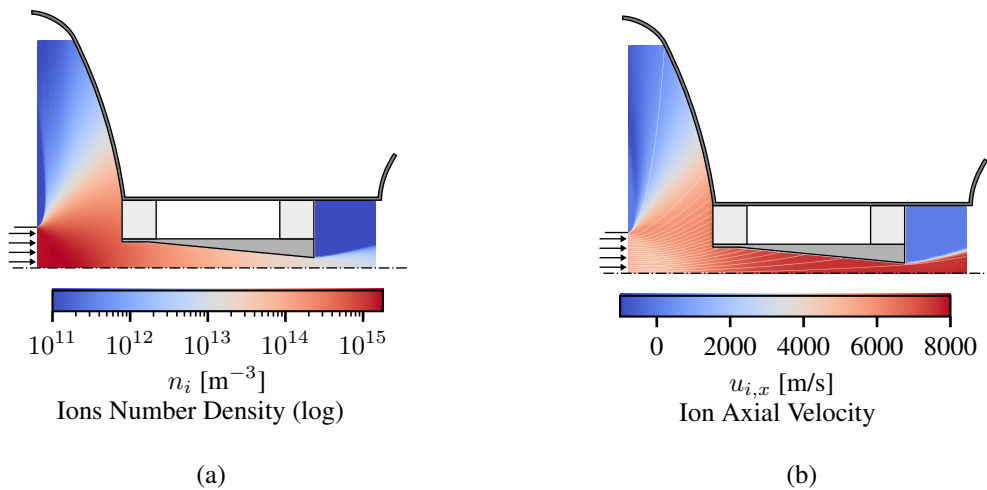 10^11 10^12 10^13 10^14 10^15
n_i [m^−3]
Ions Number Density (log)
(a)
0 2000 4000 6000 8000
u_i,x [m/s]
Ion Axial Velocity
(b)